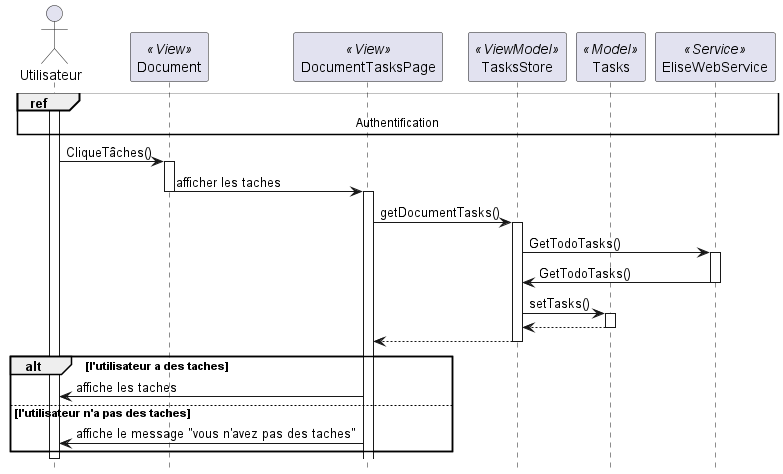 Utilisateur
« View»
Document
« View»
DocumentTasksPage
« ViewModel»
TasksStore
« Model»
Tasks
« Service»
EliseWebService
ref
Authentification
CliqueTâches()
afficher les taches
getDocumentTasks()
GetTodoTasks()
GetTodoTasks()
setTasks()
alt
[l'utilisateur a des taches]
affiche les taches
[l'utilisateur n'a pas des taches]
affiche le message "vous n'avez pas des taches"